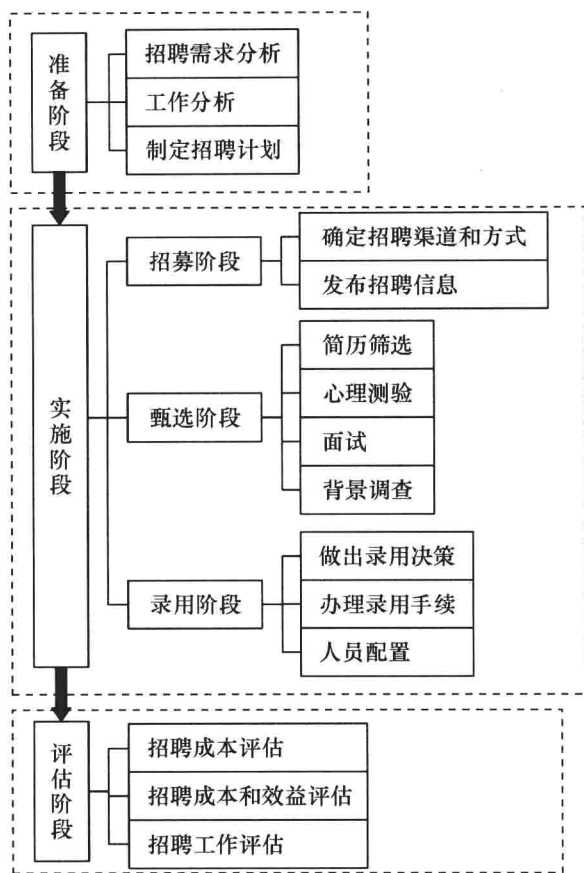 准备阶段
招聘需求分析
工作分析
制定招聘计划
实施阶段
招募阶段
确定招聘渠道和方式
发布招聘信息
甄选阶段
简历筛选
心理测验
面试
背景调查
录用阶段
做出录用决策
办理录用手续
人员配置
评估阶段
招聘成本评估
招聘成本和效益评估
招聘工作评估